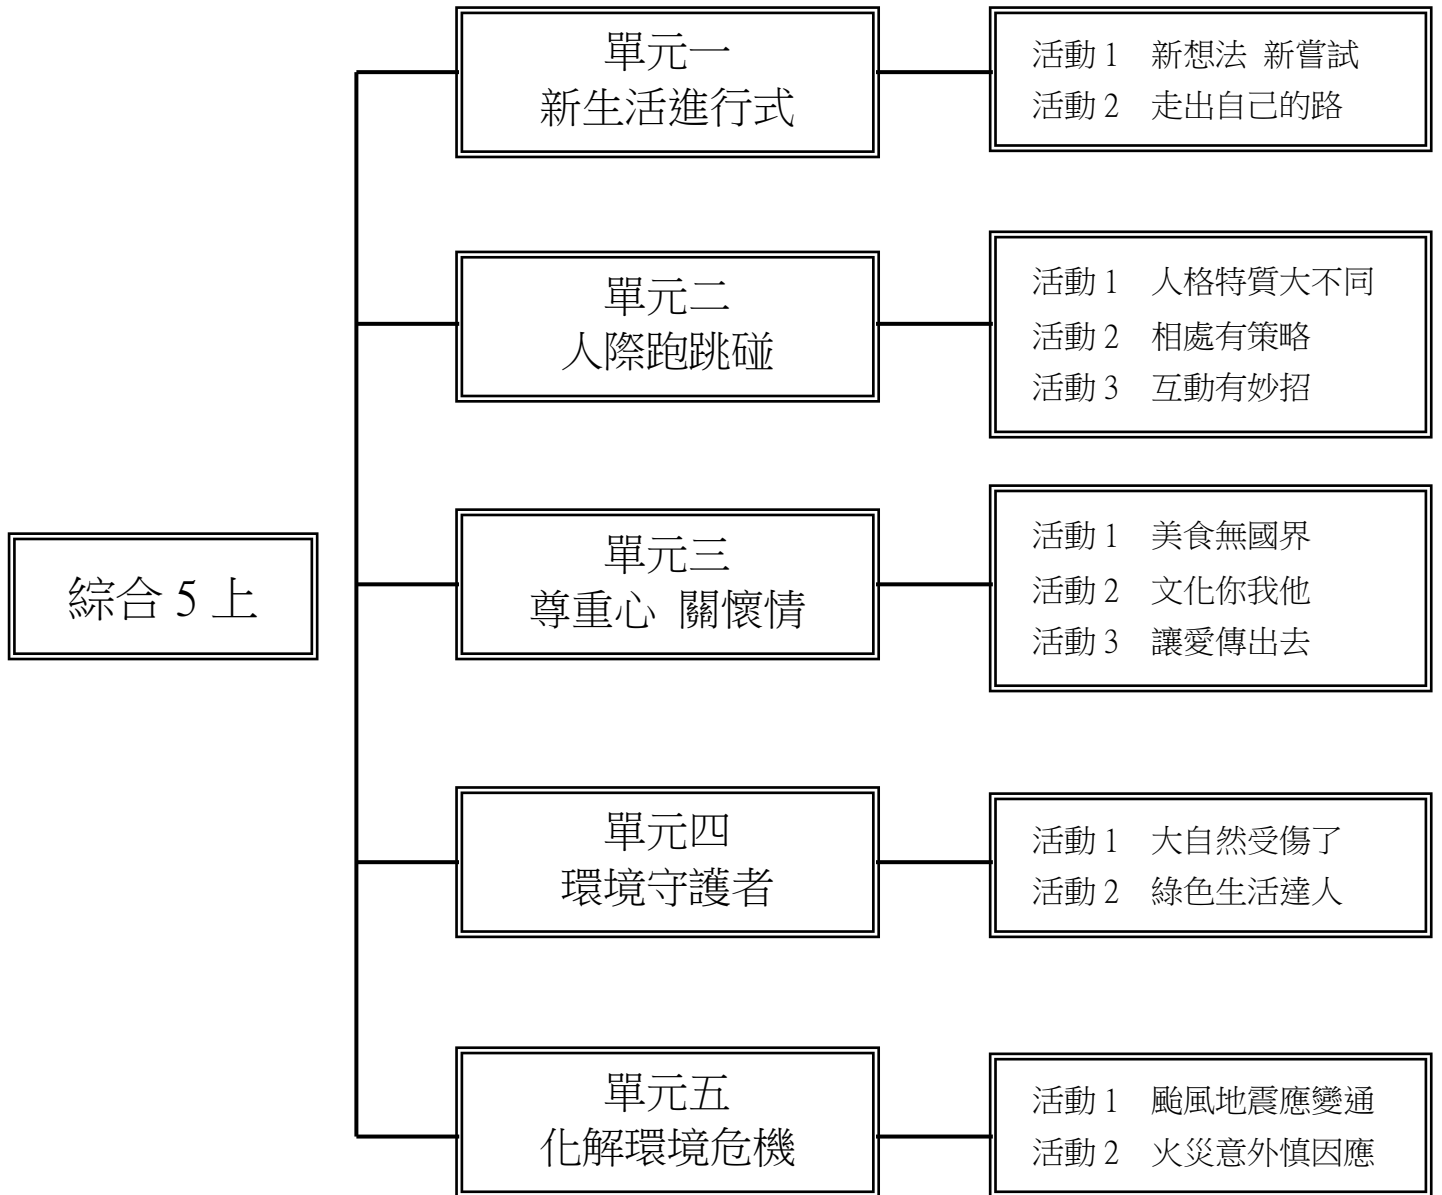 綜合 5 上
單元一
新生活進行式
活動 1 新想法 新嘗試
活動 2 走出自己的路
單元二
人際跑跳碰
活動 1 人格特質大不同
活動 2 相處有策略
活動 3 互動有妙招
單元三
尊重心 關懷情
活動 1 美食無國界
活動 2 文化你我他
活動 3 讓愛傳出去
單元四
環境守護者
活動 1 大自然受傷了
活動 2 綠色生活達人
單元五
化解環境危機
活動 1 颱風地震應變通
活動 2 火災意外慎因應